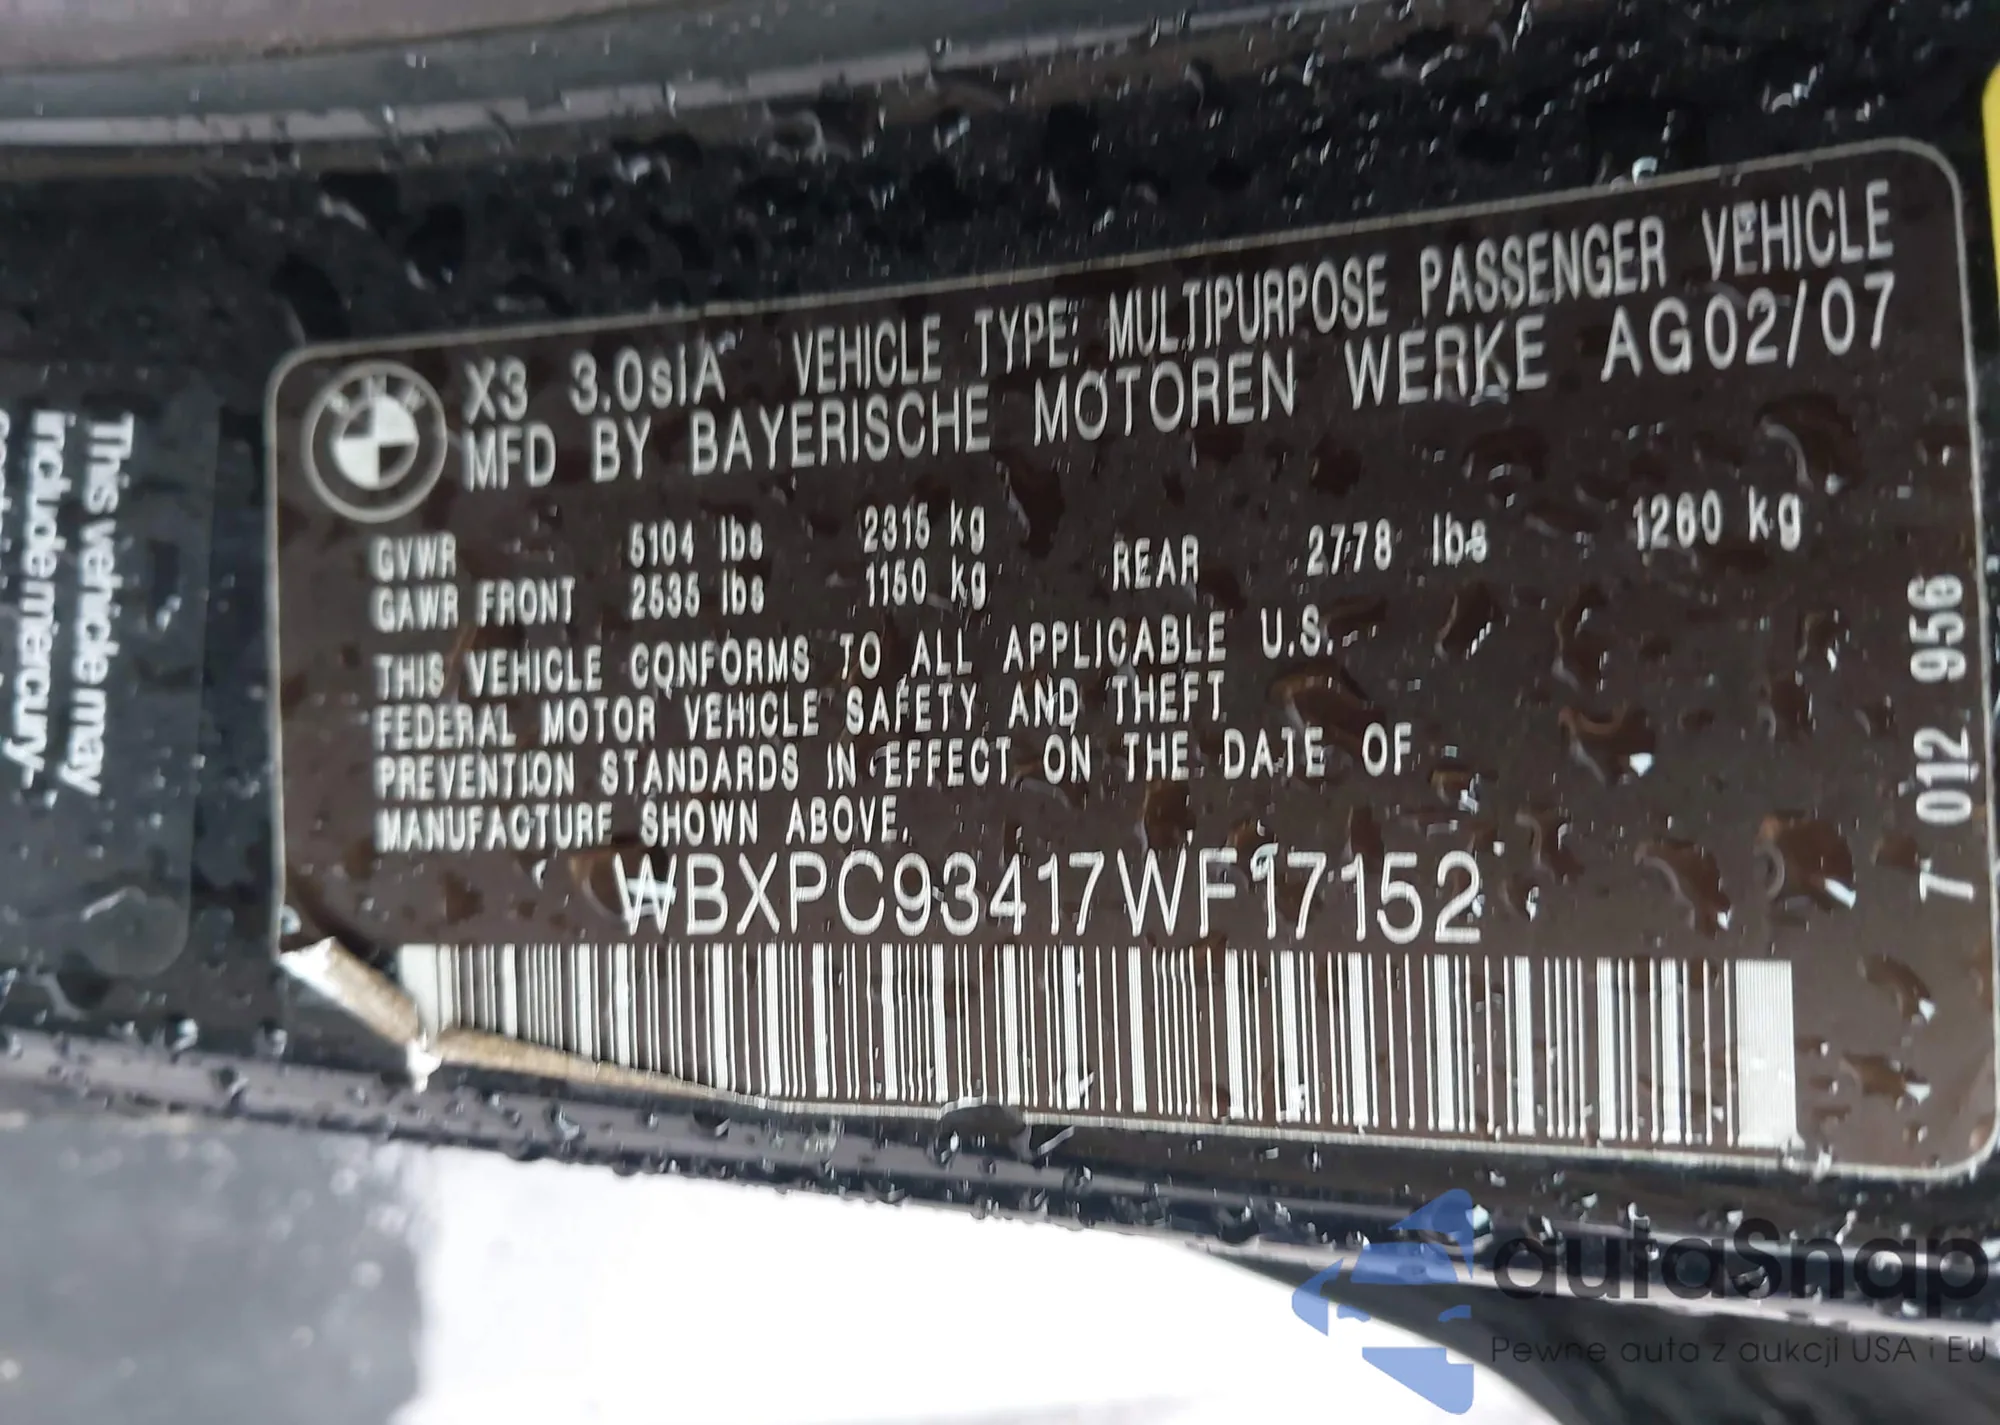 X3 3.0siA VEHICLE TYPE: MULTIPURPOSE PASSENGER VEHICLE
MFD BY BAYERISCHE MOTOREN WERKE AG02/07
GVWR 5104 lbs 2315 kg
GAWR FRONT 2535 lbs 1150 kg REAR 2778 lbs 1260 kg
THIS VEHICLE CONFORMS TO ALL APPLICABLE U.S.
FEDERAL MOTOR VEHICLE SAFETY AND THEFT
PREVENTION STANDARDS IN EFFECT ON THE DATE OF
MANUFACTURE SHOWN ABOVE.
WBXPC93417WF17152
7 012 956
BMW
This vehicle may
include mercury-
autaSnap
Pewne auta z aukcji USA i EU